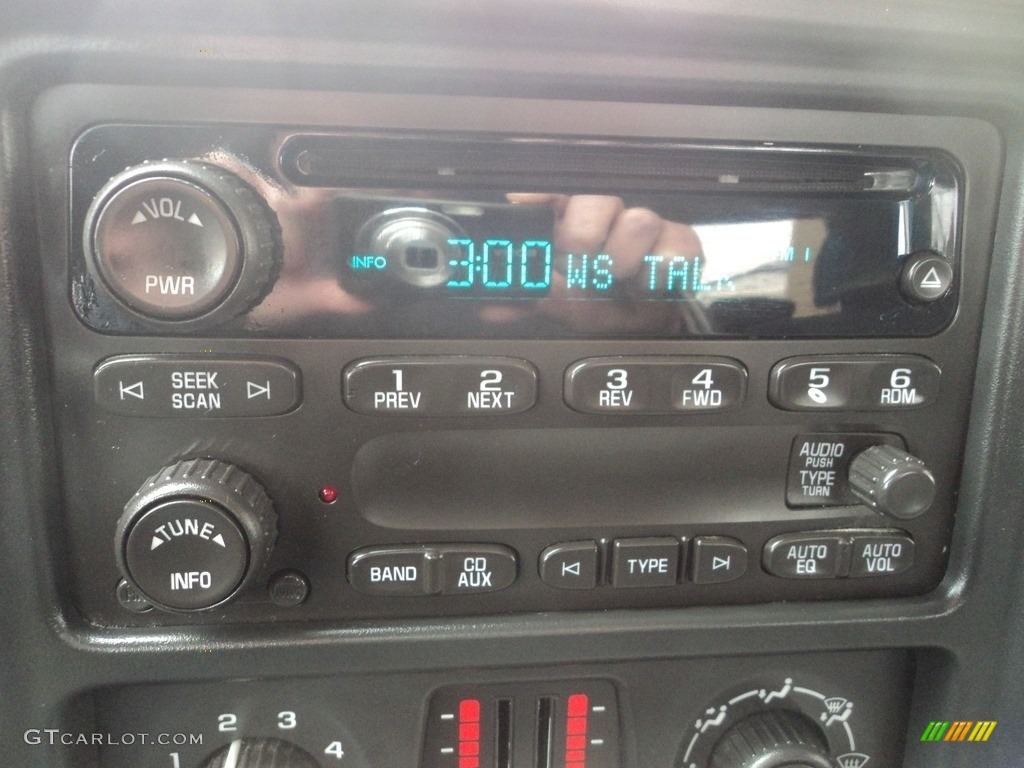 VOL
PWR
INFO 3:00 WS TALK
SEEK
SCAN
1 PREV
2 NEXT
3 REV
4 FWD
5
6 RDM
AUDIO
PUSH
TYPE
TURN
TUNE
INFO
BAND
CD
AUX
TYPE
AUTO
EQ
AUTO
VOL
1 2 3 4
GTCARLOT.COM